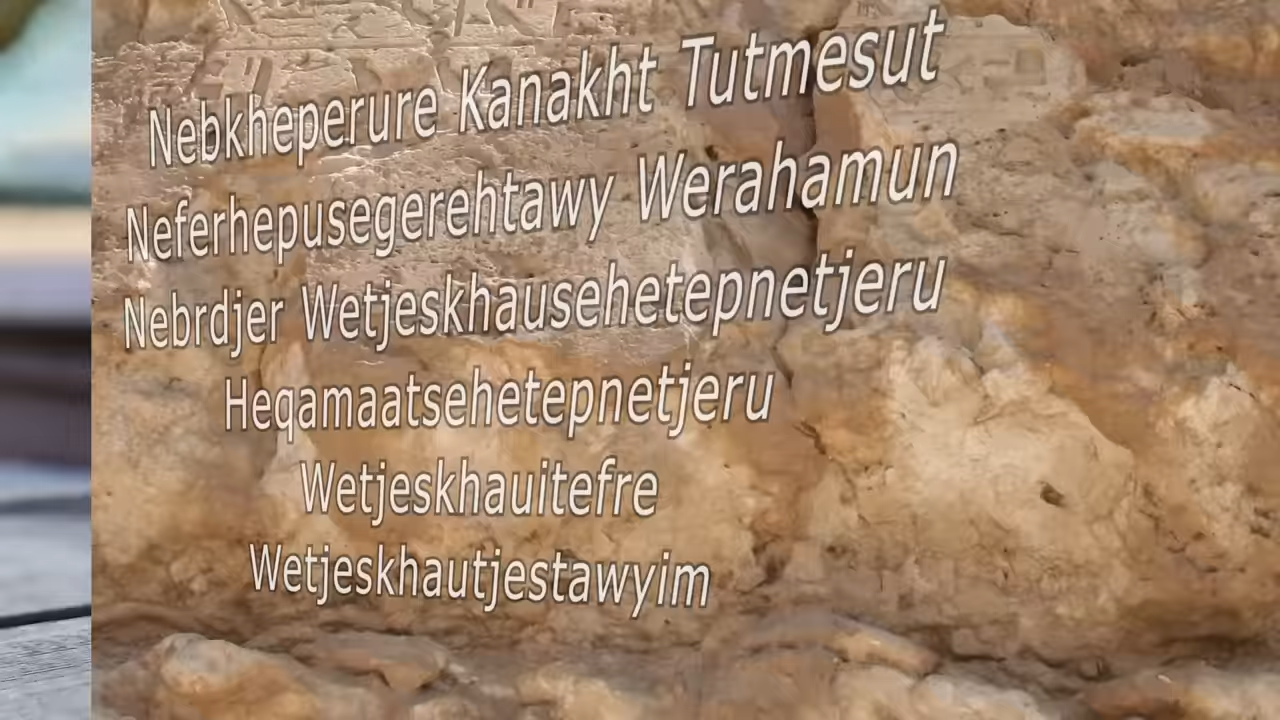 Nebkheperure Kanakht Tutmesut
Neferhepusegerehtawy Werahamun
Nebrdjer Wetjeskhausehetepnetjeru
Heqamaatsehetepnetjeru
Wetjeskhauitefre
Wetjeskhautjestawyim